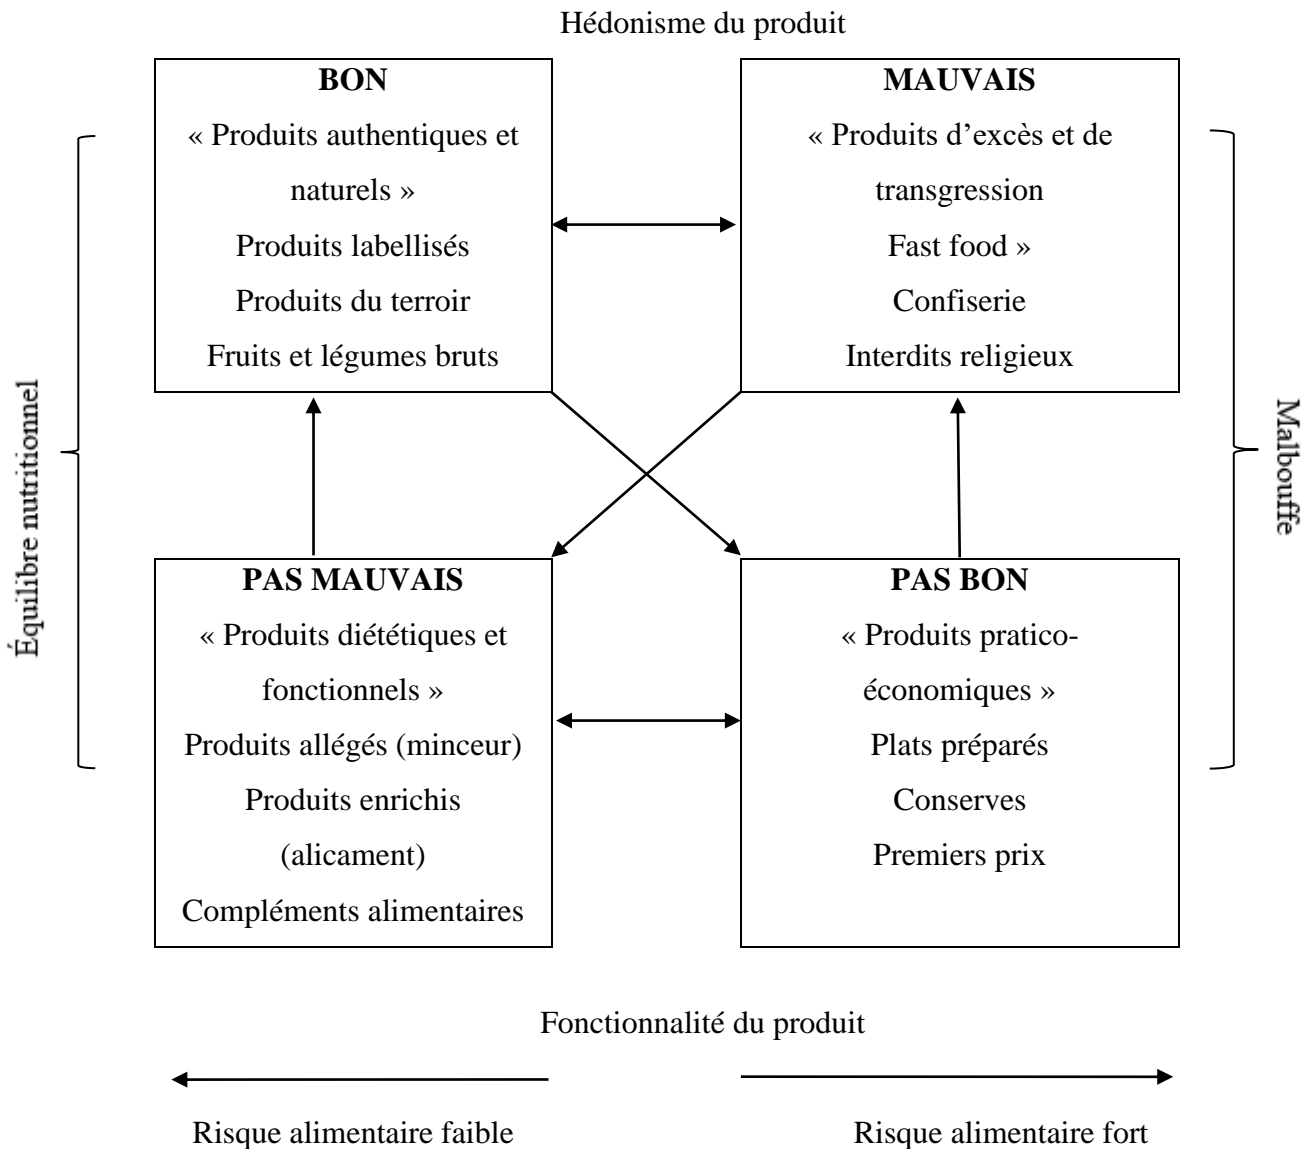 Hédonisme du produit
BON
« Produits authentiques et
naturels »
Produits labellisés
Produits du terroir
Fruits et légumes bruts
MAUVAIS
« Produits d’excès et de
transgression
Fast food »
Confiserie
Interdits religieux
Équilibre nutritionnel
Malbouffe
PAS MAUVAIS
« Produits diététiques et
fonctionnels »
Produits allégés (minceur)
Produits enrichis
(alicament)
Compléments alimentaires
PAS BON
« Produits pratico-
économiques »
Plats préparés
Conserves
Premiers prix
Fonctionnalité du produit
Risque alimentaire faible
Risque alimentaire fort